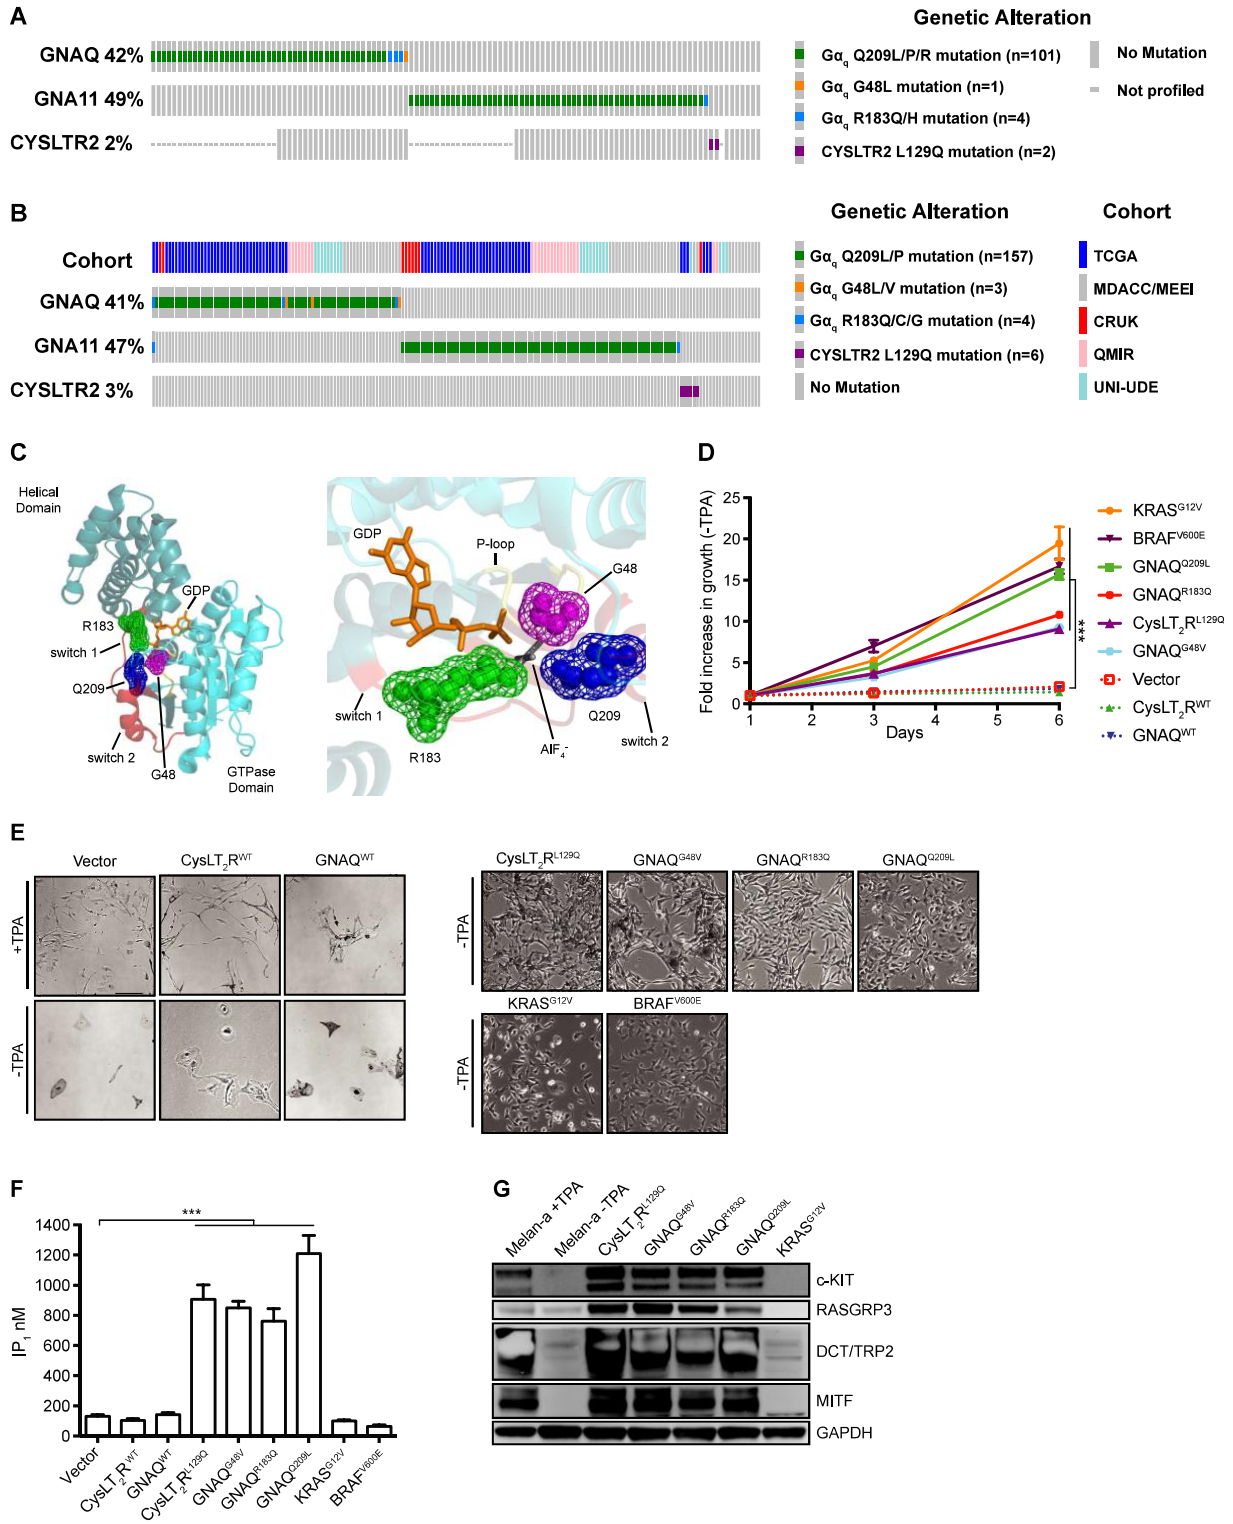 A
Genetic Alteration
GNAQ 42%
GNA11 49%
CYSLTR2 2%
Gαq Q209L/P/R mutation (n=101)
Gαq G48L mutation (n=1)
Gαq R183Q/H mutation (n=4)
CYSLTR2 L129Q mutation (n=2)
No Mutation
Not profiled
B
Genetic Alteration
Cohort
Cohort
GNAQ 41%
GNA11 47%
CYSLTR2 3%
Gαq Q209L/P mutation (n=157)
Gαq G48L/V mutation (n=3)
Gαq R183Q/C/G mutation (n=4)
CYSLTR2 L129Q mutation (n=6)
No Mutation
TCGA
MDACC/MEEI
CRUK
QMIR
UNI-UDE
C
Helical
Domain
GDP
R183
switch 1
Q209
switch 2
G48
GTPase
Domain
GDP
P-loop
G48
switch 1
R183
AlF4-
Q209
switch 2
D
Fold increase in growth (-TPA)
25
20
15
10
5
0
1 2 3 4 5 6
Days
***
KRASG12V
BRAFV600E
GNAQQ209L
GNAQR183Q
CysLT2RL129Q
GNAQG48V
Vector
CysLT2RWT
GNAQWT
E
Vector CysLT2RWT GNAQWT
+TPA
-TPA
CysLT2RL129Q GNAQG48V GNAQR183Q GNAQQ209L
-TPA
KRASG12V BRAFV600E
-TPA
F
IP1 nM
1400
1200
1000
800
600
400
200
0
***
Vector
CysLT2RWT
GNAQWT
CysLT2RL129Q
GNAQG48V
GNAQR183Q
GNAQQ209L
KRASG12V
BRAFV600E
G
Melan-a +TPA
Melan-a -TPA
CysLT2RL129Q
GNAQG48V
GNAQR183Q
GNAQQ209L
KRASG12V
c-KIT
RASGRP3
DCT/TRP2
MITF
GAPDH